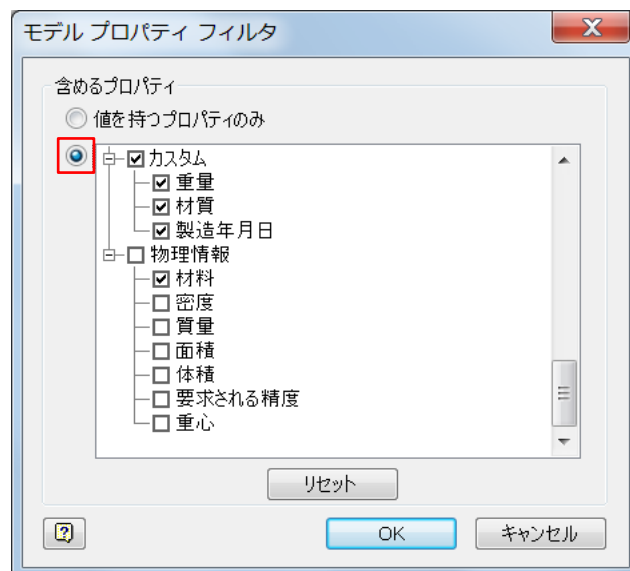 モデル プロパティ フィルタ
含めるプロパティ
値を持つプロパティのみ
カスタム
重量
材質
製造年月日
物理情報
材料
密度
質量
面積
体積
要求される精度
重心
リセット
OK
キャンセル